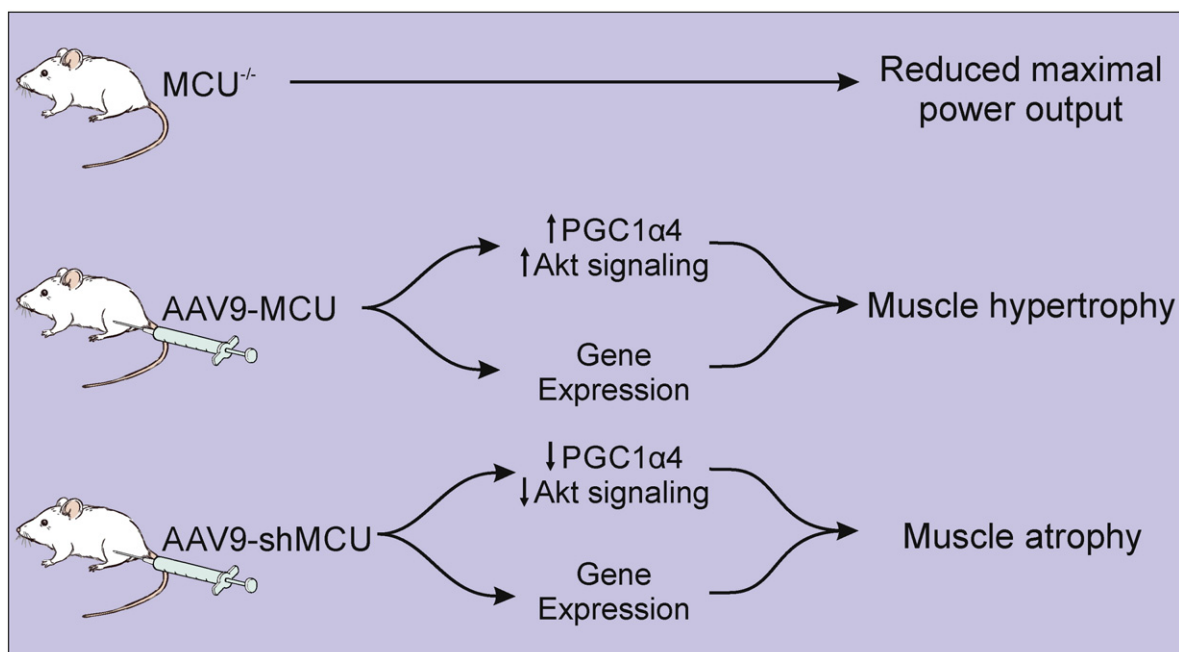 MCU-/-
Reduced maximal
power output
AAV9-MCU
↑PGC1α4
↑Akt signaling
Gene
Expression
Muscle hypertrophy
AAV9-shMCU
↓PGC1α4
↓Akt signaling
Gene
Expression
Muscle atrophy